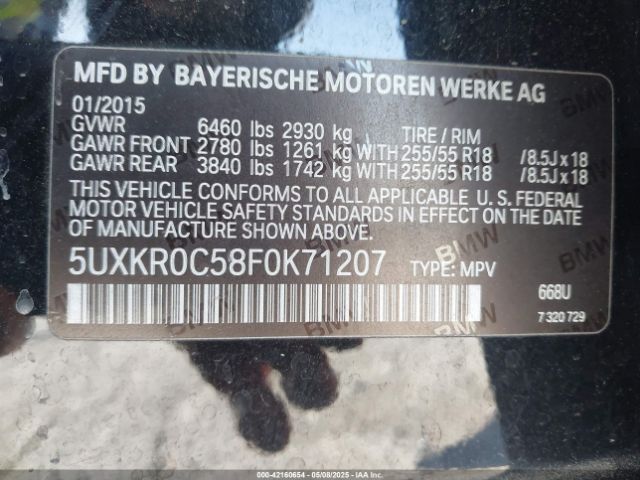 MFD BY BAYERISCHE MOTOREN WERKE AG
01/2015
GVWR 6460 lbs 2930 kg TIRE / RIM
GAWR FRONT 2780 lbs 1261 kg WITH 255/55 R18 /8.5J x 18
GAWR REAR 3840 lbs 1742 kg WITH 255/55 R18 /8.5J x 18
THIS VEHICLE CONFORMS TO ALL APPLICABLE U. S. FEDERAL
MOTOR VEHICLE SAFETY STANDARDS IN EFFECT ON THE DATE
OF MANUFACTURE SHOWN ABOVE.
5UXKR0C58F0K71207 TYPE: MPV
668U
7 320 729
000-42160654 - 05/08/2025 - IAAI.COM